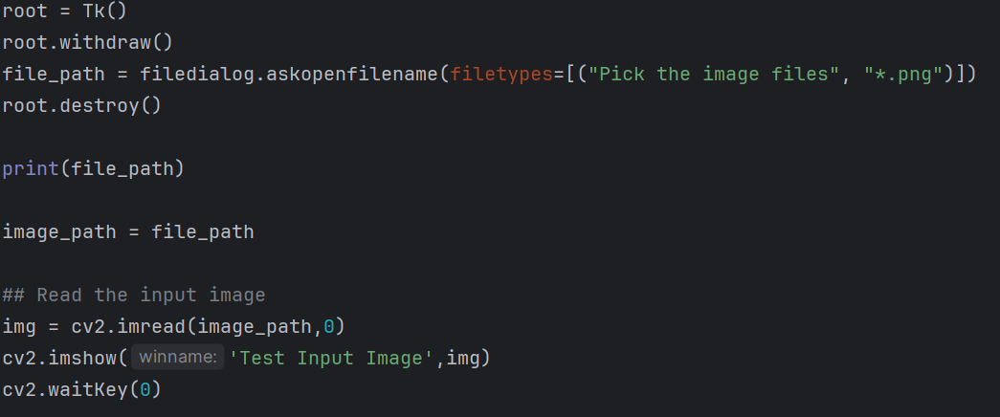 root = Tk()
root.withdraw()
file_path = filedialog.askopenfilename(filetypes=[("Pick the image files", "*.png")])
root.destroy()
print(file_path)
image_path = file_path
## Read the input image
img = cv2.imread(image_path,0)
cv2.imshow( winname: 'Test Input Image',img)
cv2.waitKey(0)